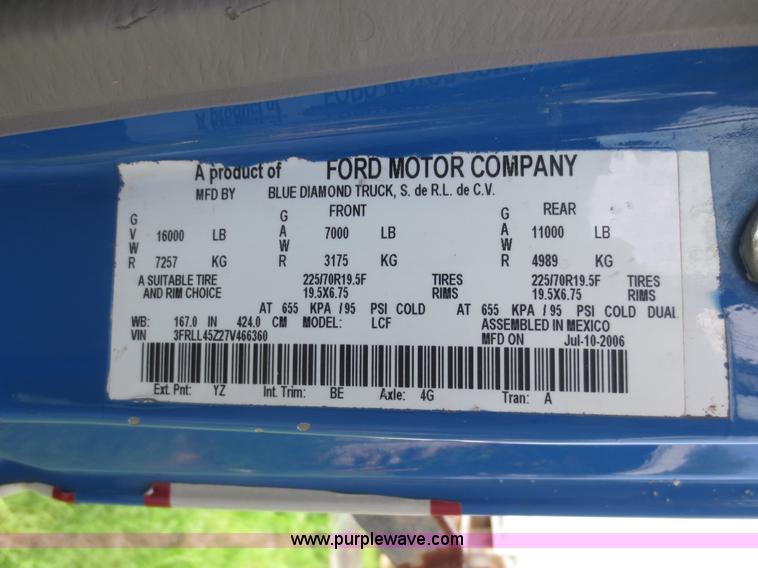 A product of FORD MOTOR COMPANY
MFD BY BLUE DIAMOND TRUCK, S. de R.L. de C.V.
G FRONT G REAR
G
V 16000 LB A 7000 LB A 11000 LB
W W W
R 7257 KG R 3175 KG R 4989 KG
A SUITABLE TIRE 225/70R19.5F TIRES 225/70R19.5F TIRES
AND RIM CHOICE 19.5X6.75 RIMS 19.5X6.75 RIMS
AT 655 KPA / 95 PSI COLD AT 655 KPA / 95 PSI COLD DUAL
WB: 167.0 IN 424.0 CM MODEL: LCF ASSEMBLED IN MEXICO
VIN 3FRLL45Z27V466360 MFD ON Jul-10-2006
Ext. Pnt: YZ Int. Trim: BE Axle: 4G Tran: A
www.purplewave.com